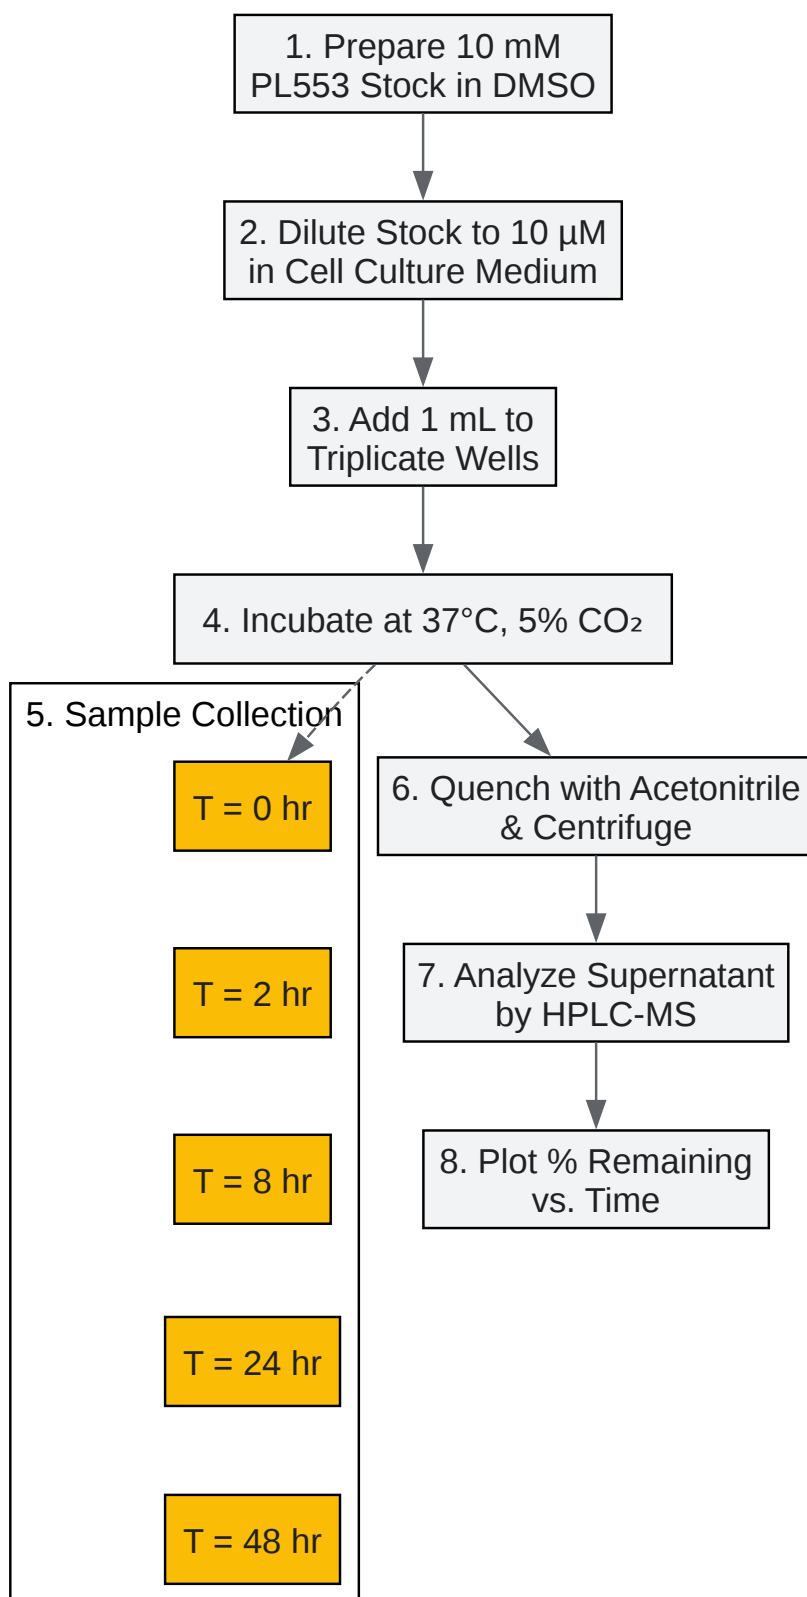 1. Prepare 10 mM
PL553 Stock in DMSO
2. Dilute Stock to 10 µM
in Cell Culture Medium
3. Add 1 mL to
Triplicate Wells
4. Incubate at 37°C, 5% CO₂
5. Sample Collection
T = 0 hr
T = 2 hr
T = 8 hr
T = 24 hr
T = 48 hr
6. Quench with Acetonitrile
& Centrifuge
7. Analyze Supernatant
by HPLC-MS
8. Plot % Remaining
vs. Time